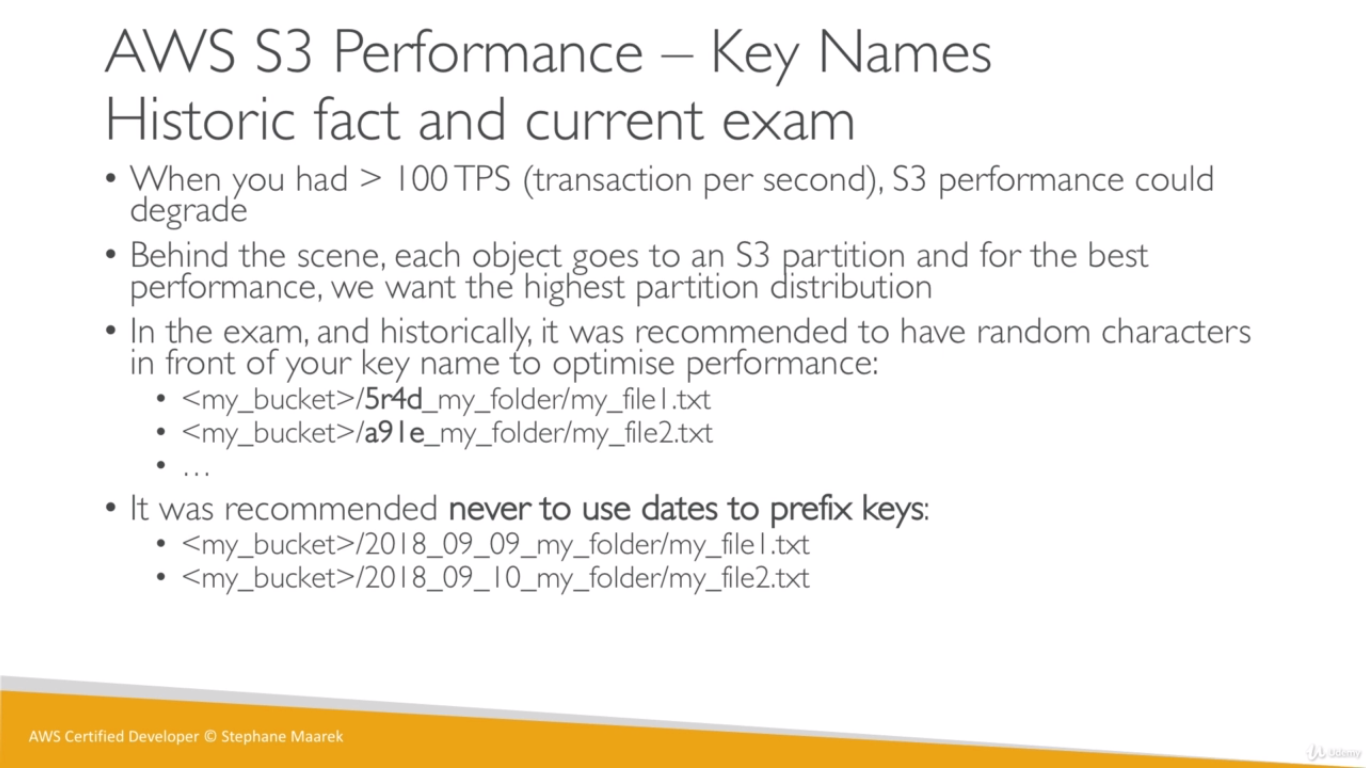 AWS S3 Performance – Key Names
Historic fact and current exam
• When you had > 100 TPS (transaction per second), S3 performance could
degrade
• Behind the scene, each object goes to an S3 partition and for the best
performance, we want the highest partition distribution
• In the exam, and historically, it was recommended to have random characters
in front of your key name to optimise performance:
• <my_bucket>/5r4d_my_folder/my_file1.txt
• <my_bucket>/a91e_my_folder/my_file2.txt
• …
• It was recommended never to use dates to prefix keys:
• <my_bucket>/2018_09_09_my_folder/my_file1.txt
• <my_bucket>/2018_09_10_my_folder/my_file2.txt
AWS Certified Developer © Stephane Maarek
Udemy